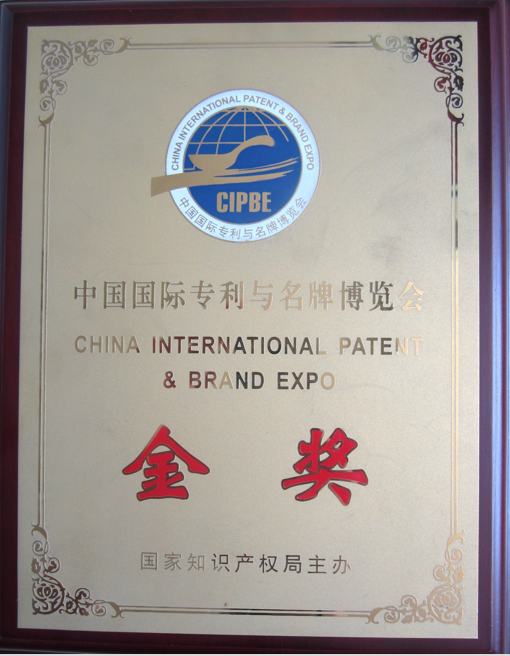 CHINA INTERNATIONAL PATENT & BRAND EXPO
CIPBE
中国国际专利与名牌博览会
中国国际专利与名牌博览会
CHINA INTERNATIONAL PATENT
& BRAND EXPO
金 奖
国家知识产权局主办